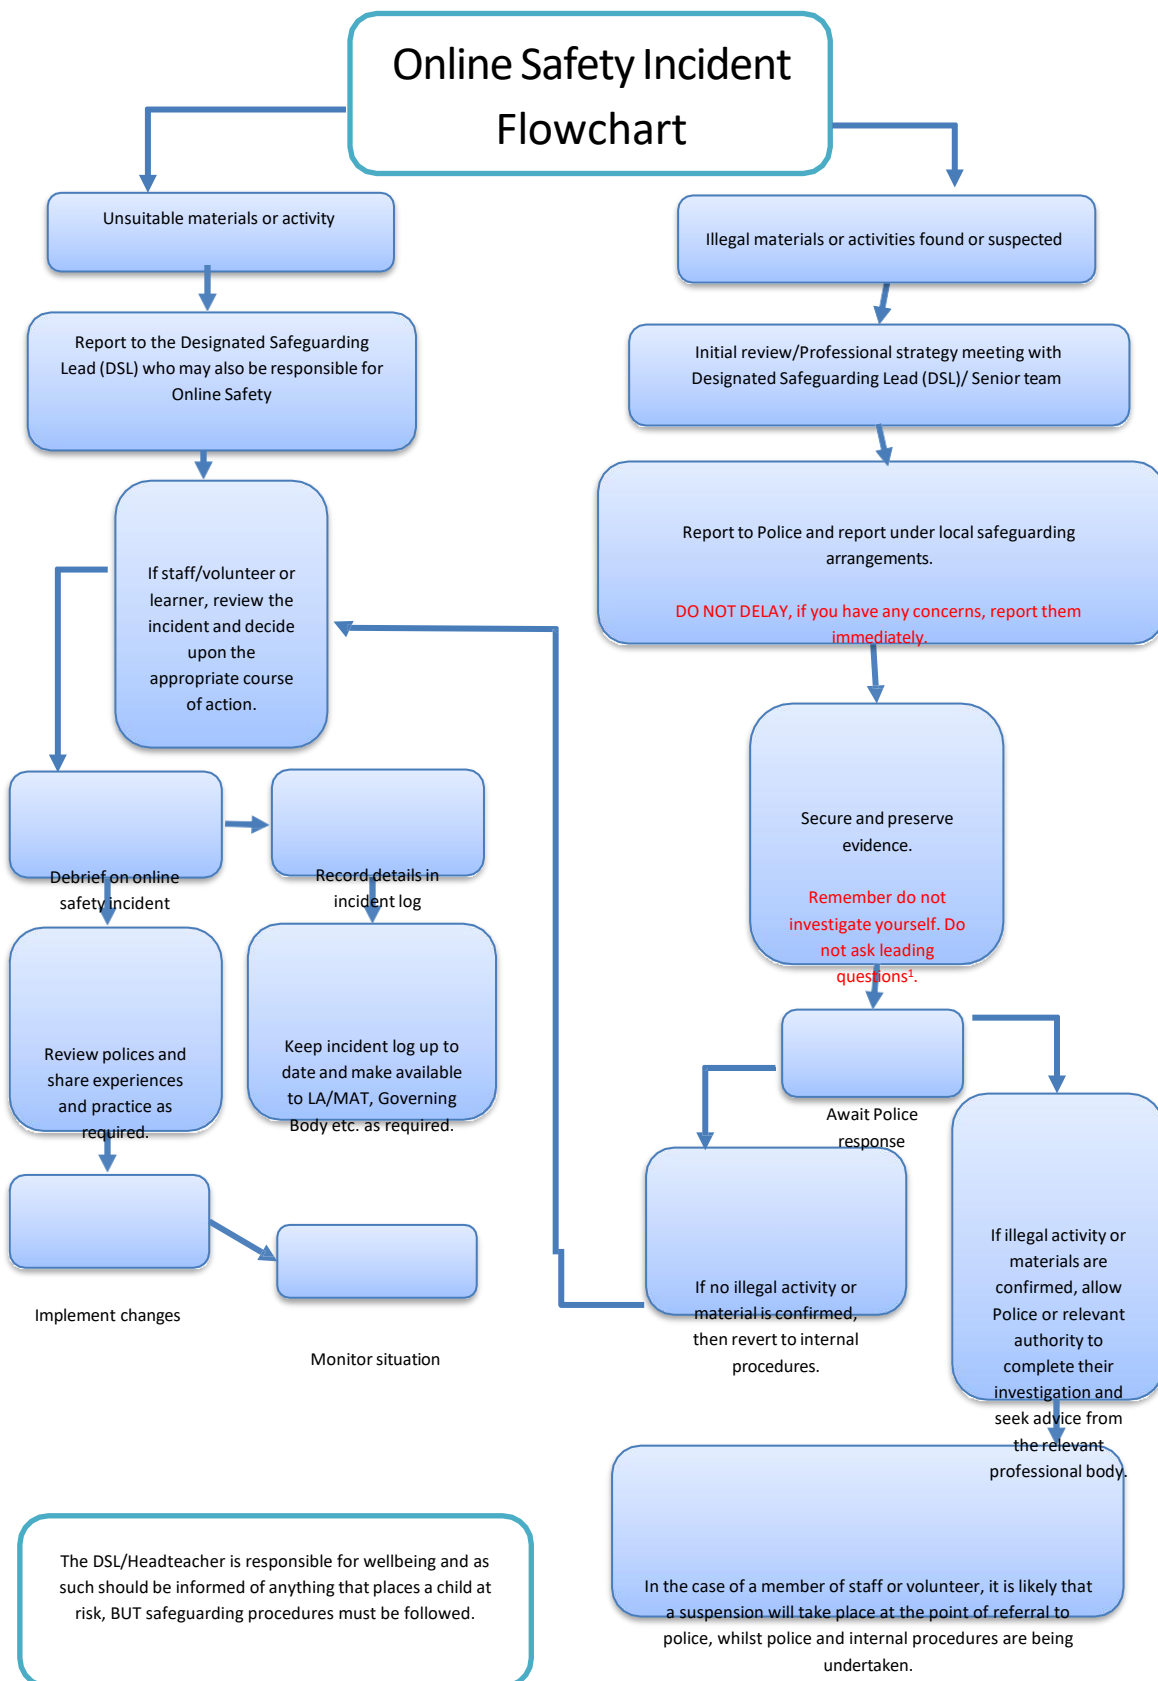 Online Safety Incident
Flowchart
Unsuitable materials or activity
Report to the Designated Safeguarding
Lead (DSL) who may also be responsible for
Online Safety
If staff/volunteer or
learner, review the
incident and decide
upon the
appropriate course
of action.
Debrief on online
safety incident
Record details in
incident log
Review polices and
share experiences
and practice as
required.
Keep incident log up to
date and make available
to LA/MAT, Governing
Body etc. as required.
Implement changes
Monitor situation
Illegal materials or activities found or suspected
Initial review/Professional strategy meeting with
Designated Safeguarding Lead (DSL)/ Senior team
Report to Police and report under local safeguarding
arrangements.
DO NOT DELAY, if you have any concerns, report them
immediately.
Secure and preserve
evidence.
Remember do not
investigate yourself. Do
not ask leading
questions¹.
Await Police
response
If no illegal activity or
material is confirmed,
then revert to internal
procedures.
If illegal activity or
materials are
confirmed, allow
Police or relevant
authority to
complete their
investigation and
seek advice from
the relevant
professional body.
In the case of a member of staff or volunteer, it is likely that
a suspension will take place at the point of referral to
police, whilst police and internal procedures are being
undertaken.
The DSL/Headteacher is responsible for wellbeing and as
such should be informed of anything that places a child at
risk, BUT safeguarding procedures must be followed.